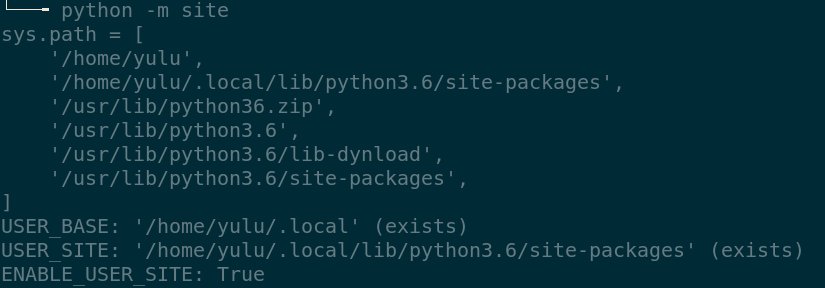 python -m site
sys.path = [
    '/home/yulu',
    '/home/yulu/.local/lib/python3.6/site-packages',
    '/usr/lib/python36.zip',
    '/usr/lib/python3.6',
    '/usr/lib/python3.6/lib-dynload',
    '/usr/lib/python3.6/site-packages',
]
USER_BASE: '/home/yulu/.local' (exists)
USER_SITE: '/home/yulu/.local/lib/python3.6/site-packages' (exists)
ENABLE_USER_SITE: True